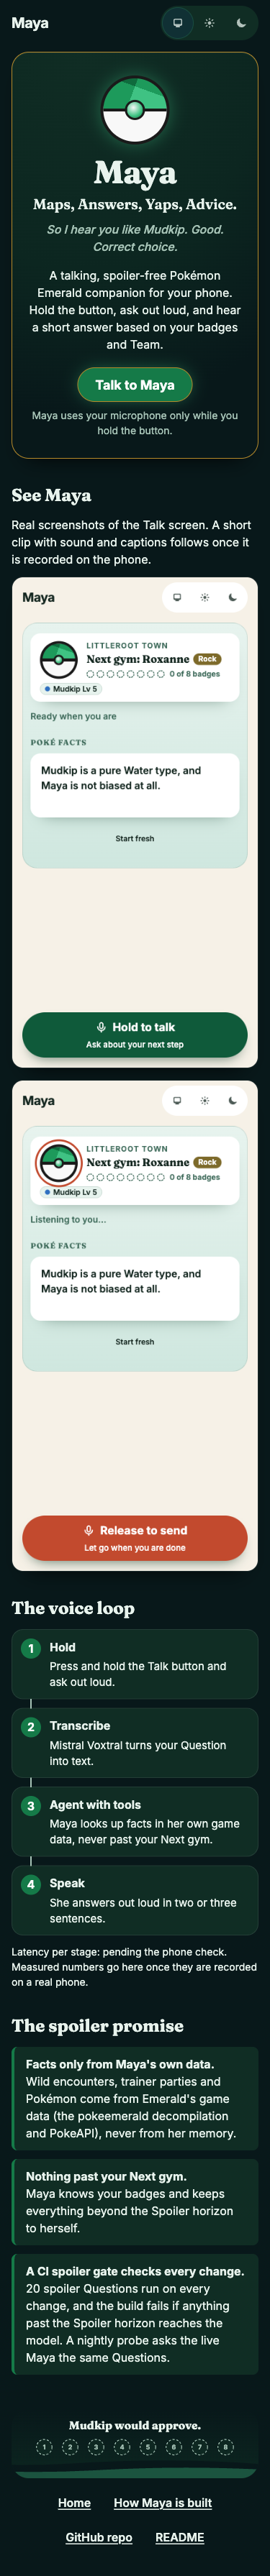 Maya
Maya
Maps, Answers, Yaps, Advice.
So I hear you like Mudkip. Good.
Correct choice.
A talking, spoiler-free Pokémon
Emerald companion for your phone.
Hold the button, ask out loud, and hear
a short answer based on your badges
and Team.
Talk to Maya
Maya uses your microphone only while you
hold the button.
See Maya
Real screenshots of the Talk screen. A short
clip with sound and captions follows once it
is recorded on the phone.
Maya
LITTLEROOT TOWN
Next gym: Roxanne Rock
0 of 8 badges
Mudkip Lv 5
Ready when you are
POKÉ FACTS
Mudkip is a pure Water type, and
Maya is not biased at all.
Start fresh
Hold to talk
Ask about your next step
Maya
LITTLEROOT TOWN
Next gym: Roxanne Rock
0 of 8 badges
Mudkip Lv 5
Listening to you...
POKÉ FACTS
Mudkip is a pure Water type, and
Maya is not biased at all.
Start fresh
Release to send
Let go when you are done
The voice loop
1 Hold
Press and hold the Talk button and
ask out loud.
2 Transcribe
Mistral Voxtral turns your Question
into text.
3 Agent with tools
Maya looks up facts in her own game
data, never past your Next gym.
4 Speak
She answers out loud in two or three
sentences.
Latency per stage: pending the phone check.
Measured numbers go here once they are recorded
on a real phone.
The spoiler promise
Facts only from Maya's own data.
Wild encounters, trainer parties and
Pokémon come from Emerald's game
data (the pokeemerald decompilation
and PokeAPI), never from her memory.
Nothing past your Next gym.
Maya knows your badges and keeps
everything beyond the Spoiler horizon
to herself.
A CI spoiler gate checks every change.
20 spoiler Questions run on every
change, and the build fails if anything
past the Spoiler horizon reaches the
model. A nightly probe asks the live
Maya the same Questions.
Mudkip would approve.
1 2 3 4 5 6 7 8
Home How Maya is built
GitHub repo README